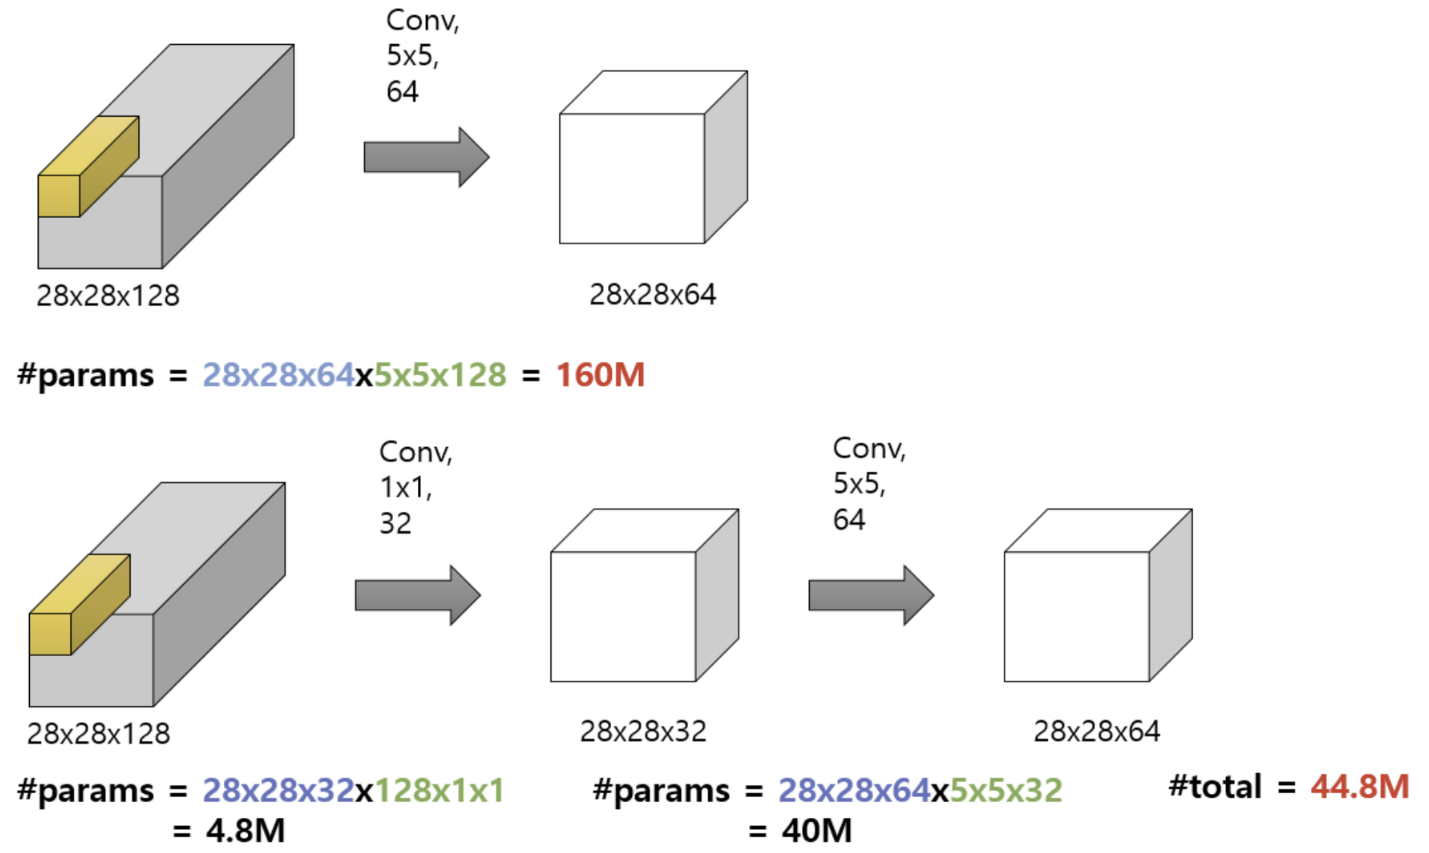 Conv,
5x5,
64
28x28x128
28x28x64
#params = 28x28x64x5x5x128 = 160M
Conv,
1x1,
32
Conv,
5x5,
64
28x28x128
28x28x32
28x28x64
#params = 28x28x32x128x1x1
= 4.8M
#params = 28x28x64x5x5x32
= 40M
#total = 44.8M